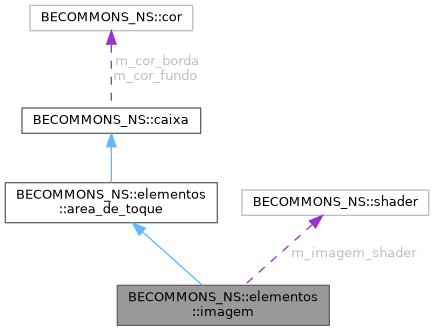 BECOMMONS_NS::cor
m_cor_borda
m_cor_fundo
BECOMMONS_NS::caixa
BECOMMONS_NS::elementos
::area_de_toque
BECOMMONS_NS::shader
m_imagem_shader
BECOMMONS_NS::elementos
::imagem